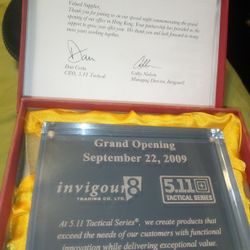 Valued Supplier,
Thank you for joining us on our special night commemorating the grand
opening of our office in Hong Kong. Your partnership has provided us the
support to grow year after year. We thank you and look forward to many
more years working together.
Dan Costa
CEO, 5.11 Tactical
Cathy Nielsen
Managing Director, Invigour8
Grand Opening
September 22, 2009
invigour8
TRADING CO. LTD.
5.11
TACTICAL SERIES
At 5.11 Tactical Series®, we create products that
exceed the needs of our customers with functional
innovation while delivering exceptional value.